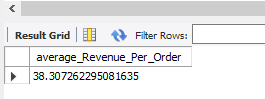 Result Grid Filter Rows:
average_Revenue_Per_Order
38.307262295081635